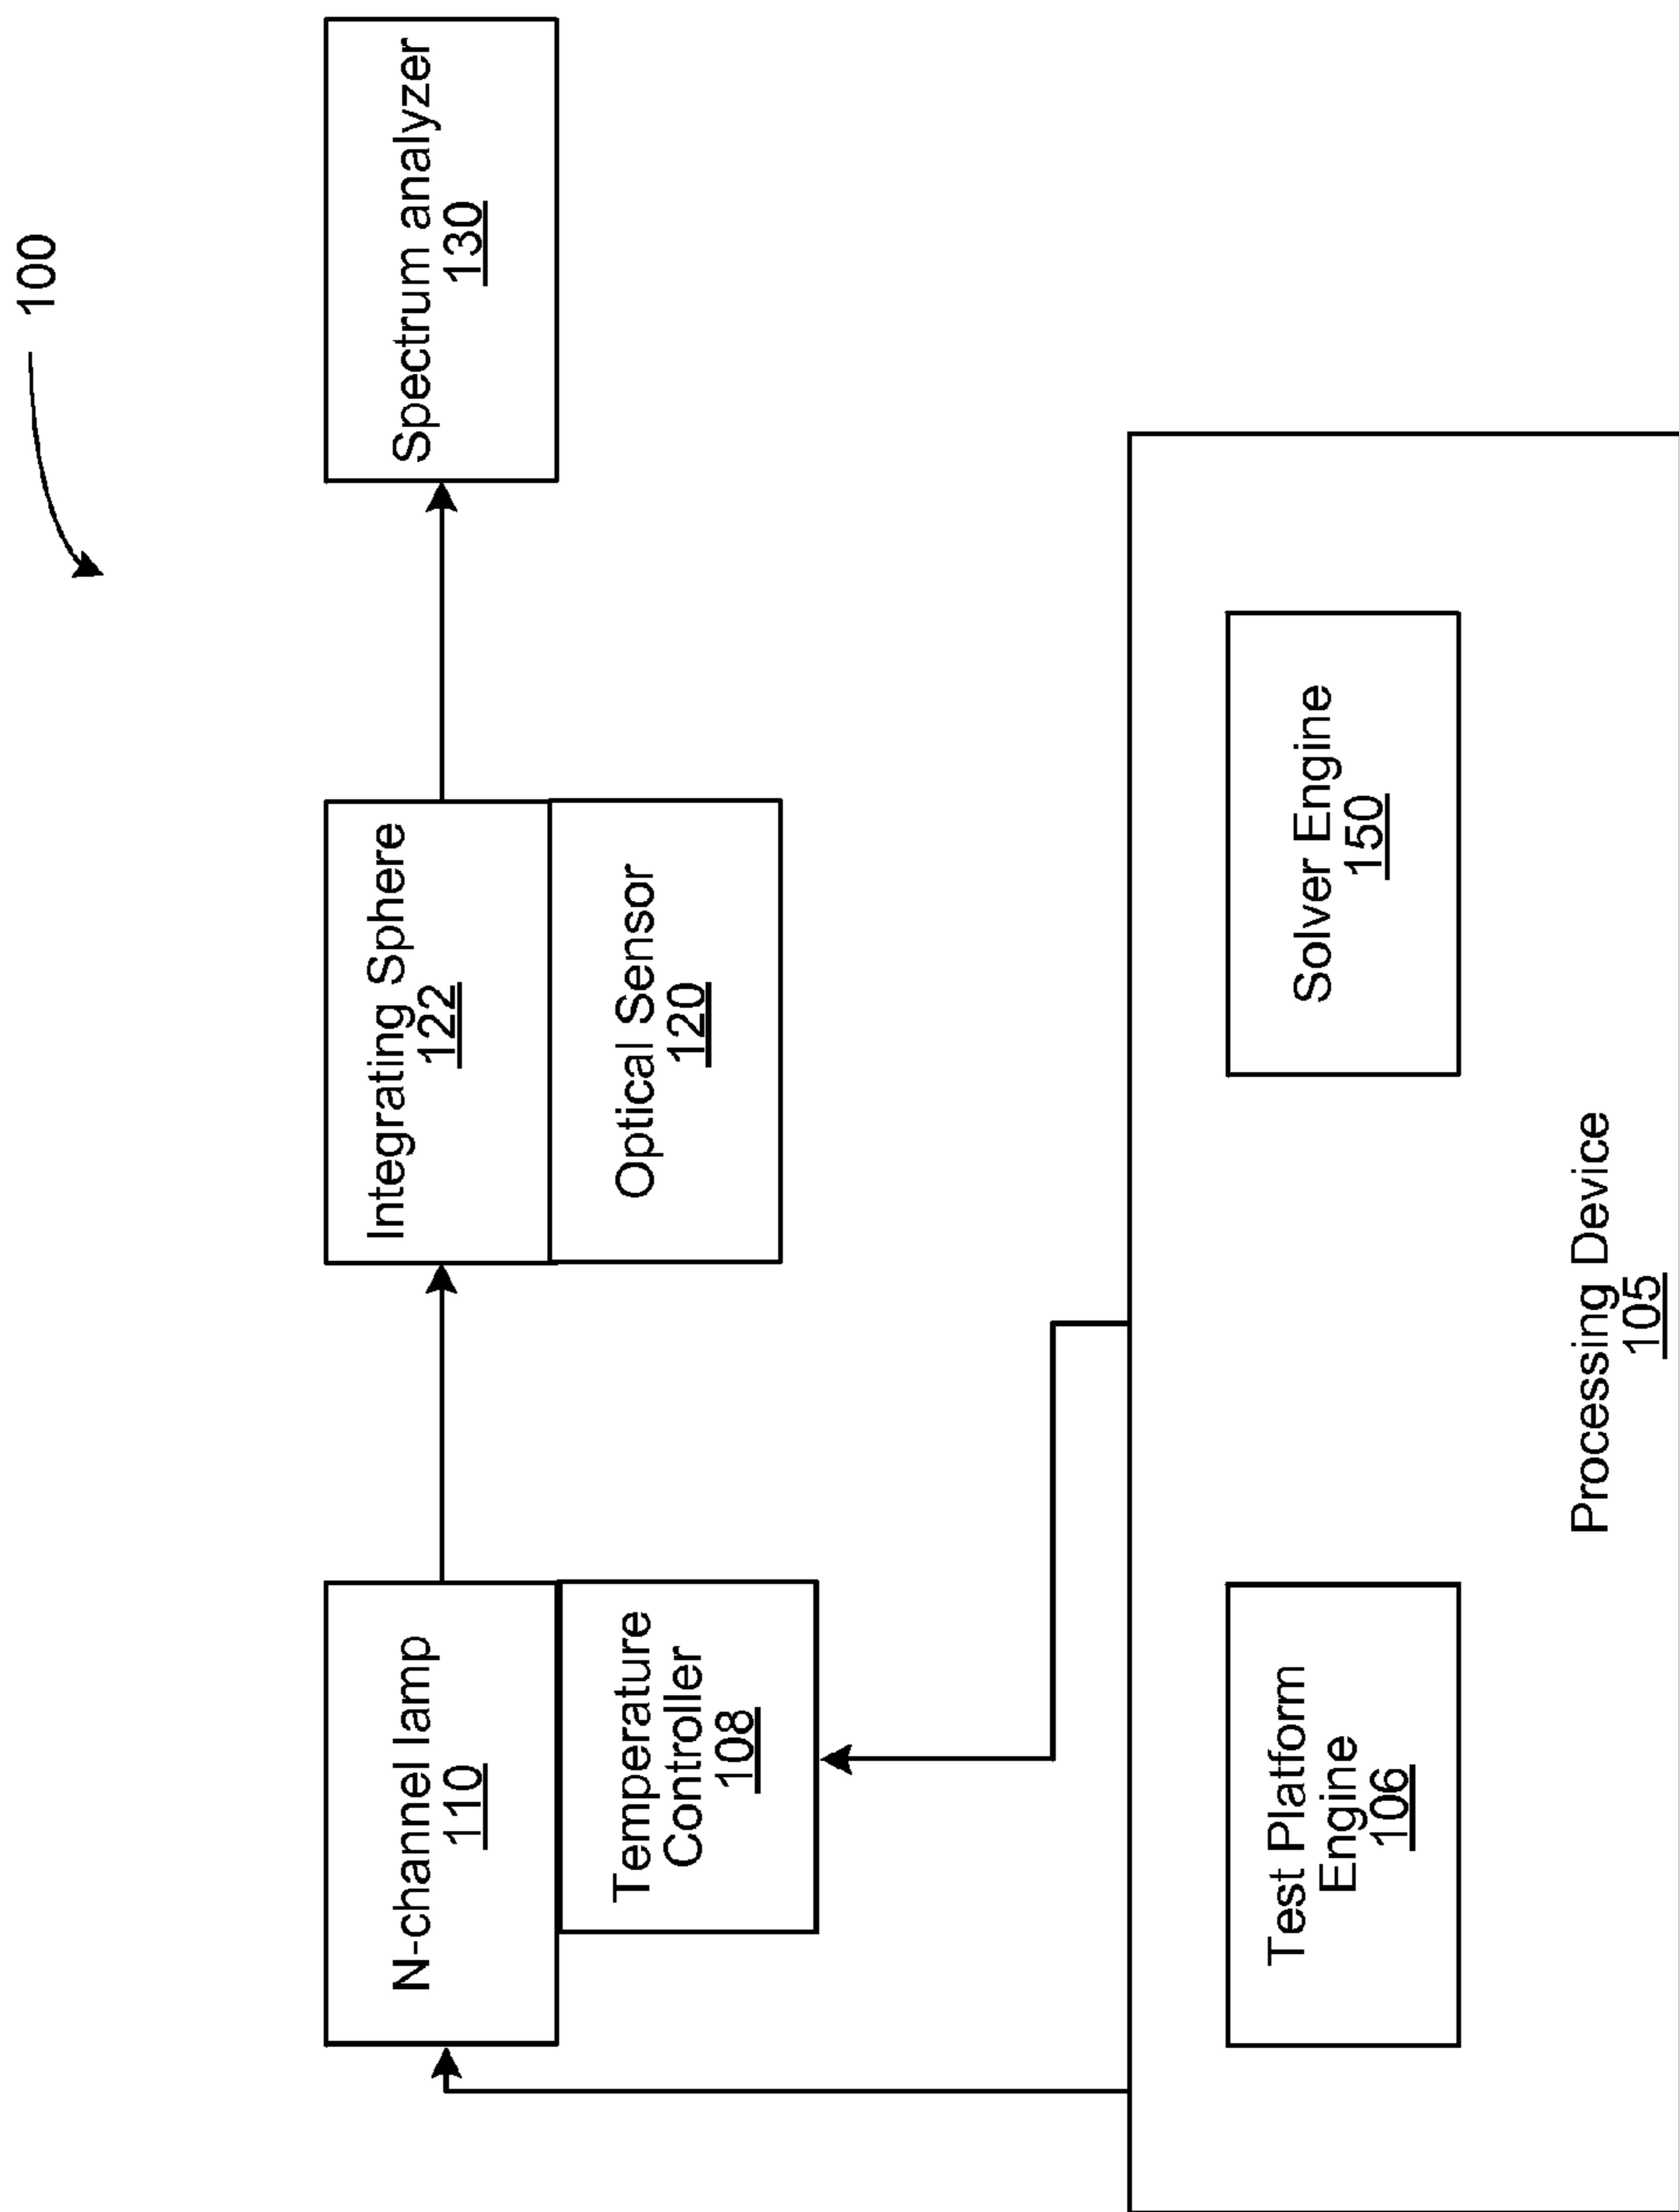 100
N-channel lamp
110
Temperature
Controller
108
Integrating Sphere
122
Optical Sensor
120
Spectrum analyzer
130
Test Platform
Engine
106
Solver Engine
150
Processing Device
105